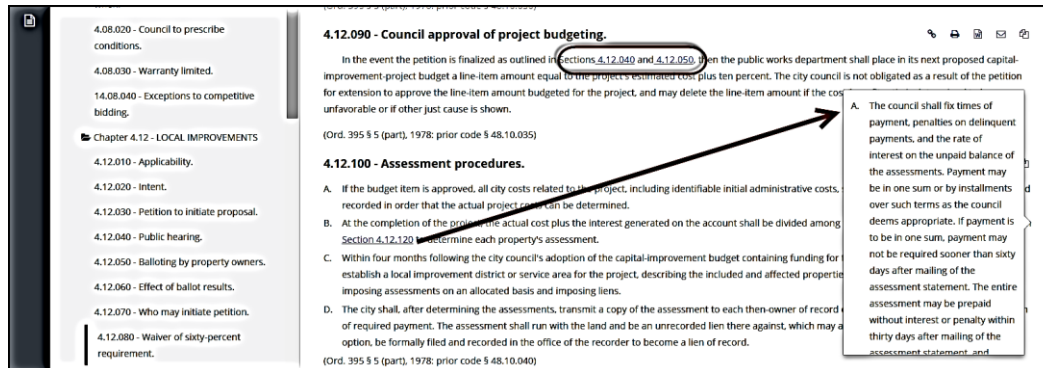 4.08.020 - Council to prescribe
conditions.
4.08.030 - Warranty limited.
14.08.040 - Exceptions to competitive
bidding.
Chapter 4.12 - LOCAL IMPROVEMENTS
4.12.010 - Applicability.
4.12.020 - Intent.
4.12.030 - Petition to initiate proposal.
4.12.040 - Public hearing.
4.12.050 - Balloting by property owners.
4.12.060 - Effect of ballot results.
4.12.070 - Who may initiate petition.
4.12.080 - Waiver of sixty-percent
requirement.
4.12.090 - Council approval of project budgeting.
In the event the petition is finalized as outlined in Sections 4.12.040 and 4.12.050, then the public works department shall place in its next proposed capital-
improvement-project budget a line-item amount equal to the project's estimated cost plus ten percent. The city council is not obligated as a result of the petition
for extension to approve the line-item amount budgeted for the project, and may delete the line-item amount if the
unfavorable or if other just cause is shown.
(Ord. 395 § 5 (part), 1978: prior code § 48.10.035)
4.12.100 - Assessment procedures.
A. If the budget item is approved, all city costs related to the project, including identifiable initial administrative costs,
recorded in order that the actual project costs can be determined.
B. At the completion of the project, the actual cost plus the interest generated on the account shall be divided among
Section 4.12.120 to determine each property's assessment.
C. Within four months following the city council's adoption of the capital-improvement budget containing funding for
establish a local improvement district or service area for the project, describing the included and affected
imposing assessments on an allocated basis and imposing liens.
D. The city shall, after determining the assessments, transmit a copy of the assessment to each then-owner of record
of required payment. The assessment shall run with the land and be an unrecorded lien there against, which may a
option, be formally filed and recorded in the office of the recorder to become a lien of record.
(Ord. 395 § 5 (part), 1978: prior code § 48.10.040)
A. The council shall fix times of
payment, penalties on delinquent
payments, and the rate of
interest on the unpaid balance of
the assessments. Payment may
be in one sum or by installments
over such terms as the council
deems appropriate. If payment is
to be in one sum, payment may
not be required sooner than sixty
days after mailing of the
assessment statement. The entire
assessment may be prepaid
without interest or penalty within
thirty days after mailing of the
assessment statement, and